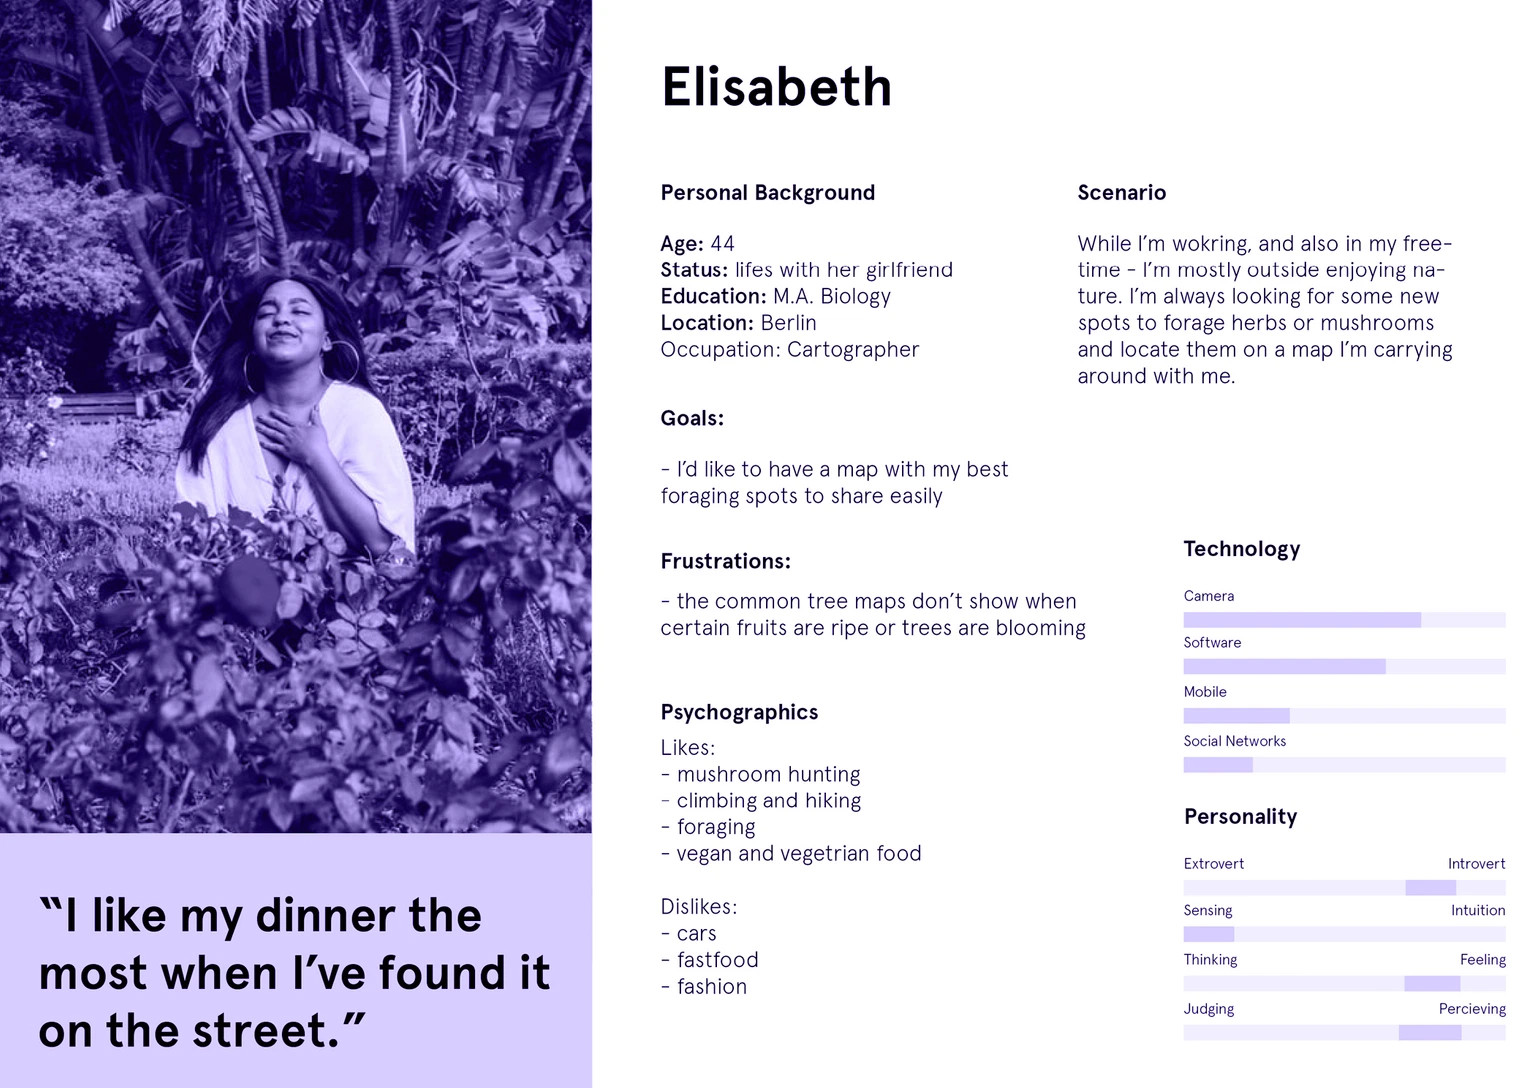 Elisabeth
Personal Background
Age: 44
Status: lifes with her girlfriend
Education: M.A. Biology
Location: Berlin
Occupation: Cartographer
Goals:
- I’d like to have a map with my best
foraging spots to share easily
Frustrations:
- the common tree maps don’t show when
certain fruits are ripe or trees are blooming
Psychographics
Likes:
- mushroom hunting
- climbing and hiking
- foraging
- vegan and vegetrian food
Dislikes:
- cars
- fastfood
- fashion
Scenario
While I’m wokring, and also in my free-
time - I’m mostly outside enjoying na-
ture. I’m always looking for some new
spots to forage herbs or mushrooms
and locate them on a map I’m carrying
around with me.
Technology
Camera
Software
Mobile
Social Networks
Personality
Extrovert Introvert
Sensing Intuition
Thinking Feeling
Judging Percieving
“I like my dinner the
most when I’ve found it
on the street.”